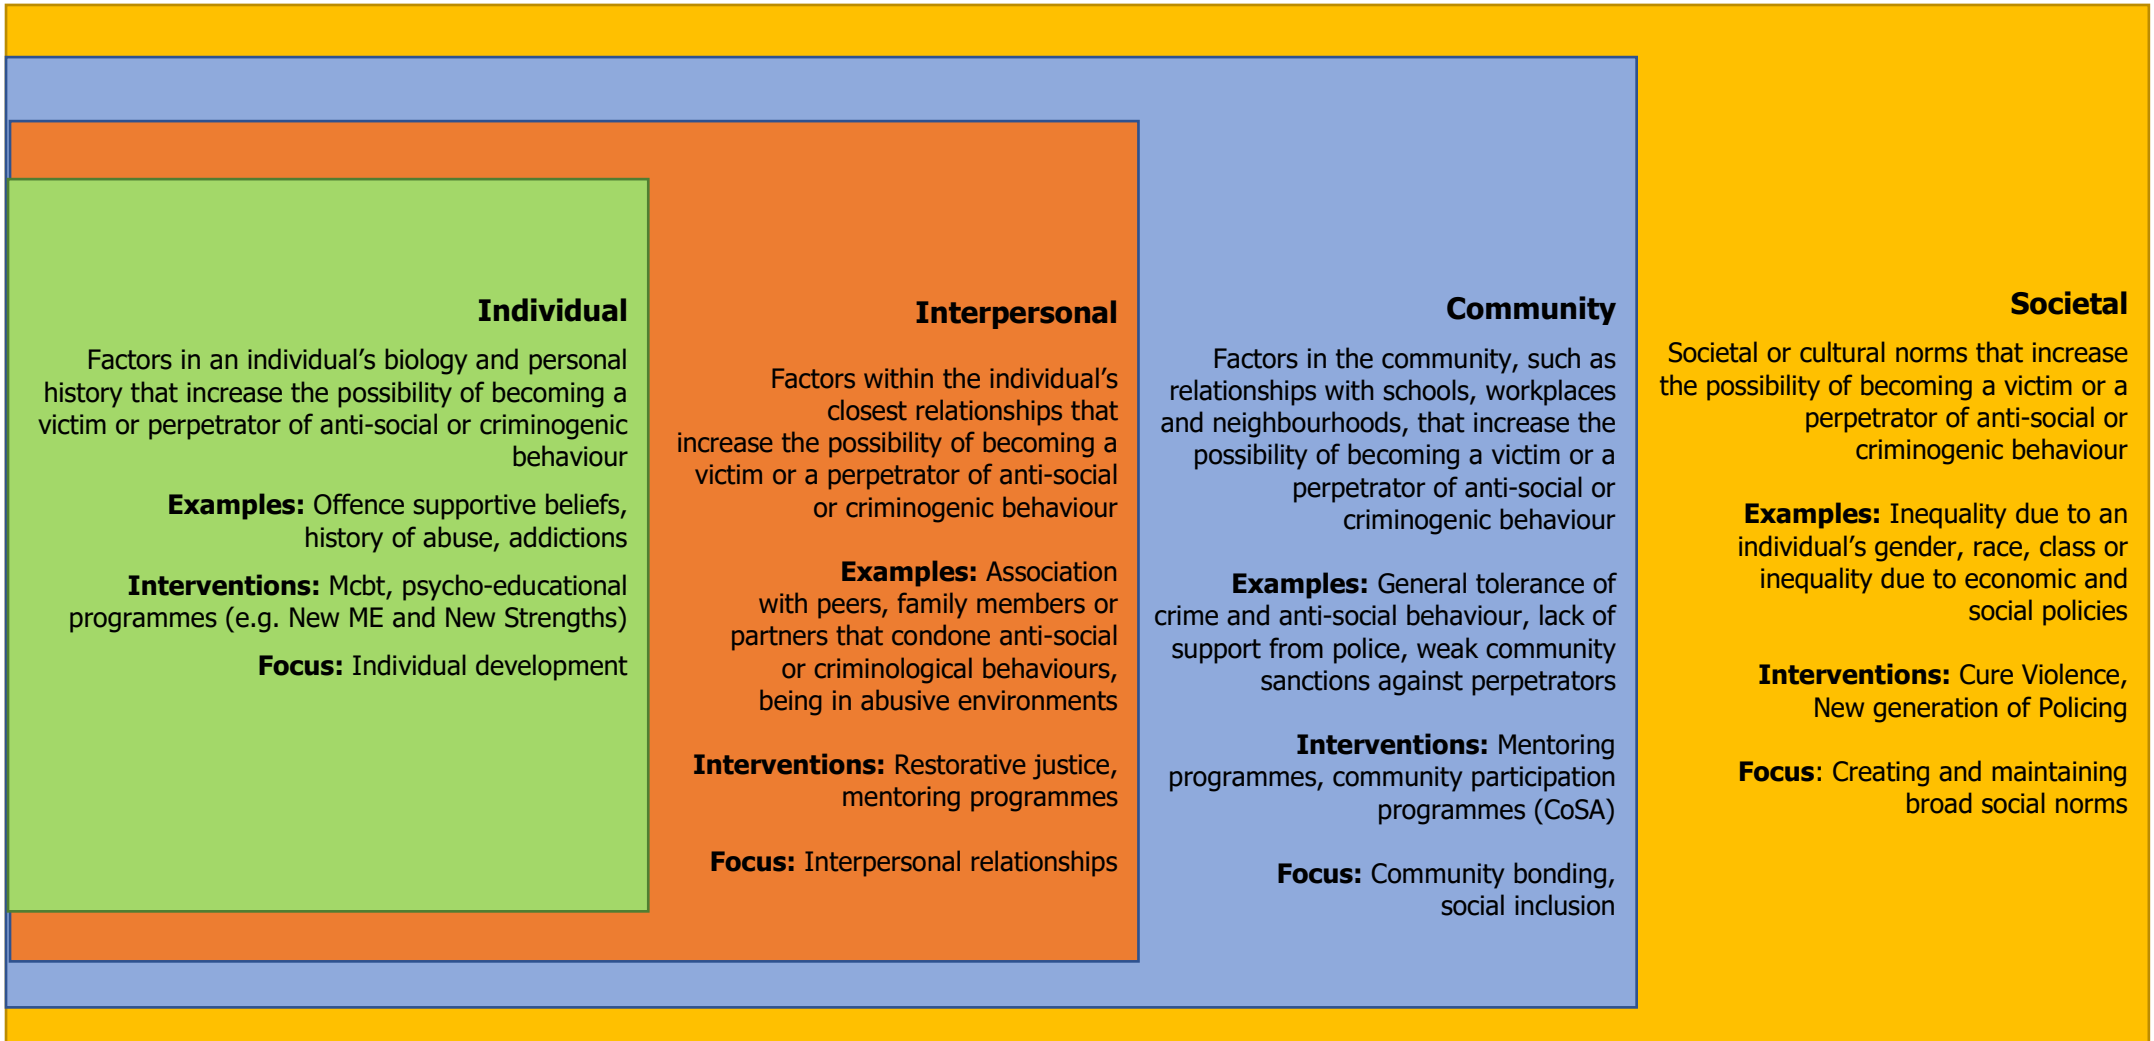 Individual
Factors in an individual’s biology and personal
history that increase the possibility of becoming a
victim or perpetrator of anti-social or criminogenic
behaviour
Examples: Offence supportive beliefs,
history of abuse, addictions
Interventions: Mcbt, psycho-educational
programmes (e.g. New ME and New Strengths)
Focus: Individual development
Interpersonal
Factors within the individual’s
closest relationships that
increase the possibility of becoming a
victim or a perpetrator of anti-social
or criminogenic behaviour
Examples: Association
with peers, family members or
partners that condone anti-social
or criminological behaviours,
being in abusive environments
Interventions: Restorative justice,
mentoring programmes
Focus: Interpersonal relationships
Community
Factors in the community, such as
relationships with schools, workplaces
and neighbourhoods, that increase the
possibility of becoming a victim or a
perpetrator of anti-social or
criminogenic behaviour
Examples: General tolerance of
crime and anti-social behaviour, lack of
support from police, weak community
sanctions against perpetrators
Interventions: Mentoring
programmes, community participation
programmes (CoSA)
Focus: Community bonding,
social inclusion
Societal
Societal or cultural norms that increase
the possibility of becoming a victim or a
perpetrator of anti-social or
criminogenic behaviour
Examples: Inequality due to an
individual’s gender, race, class or
inequality due to economic and
social policies
Interventions: Cure Violence,
New generation of Policing
Focus: Creating and maintaining
broad social norms